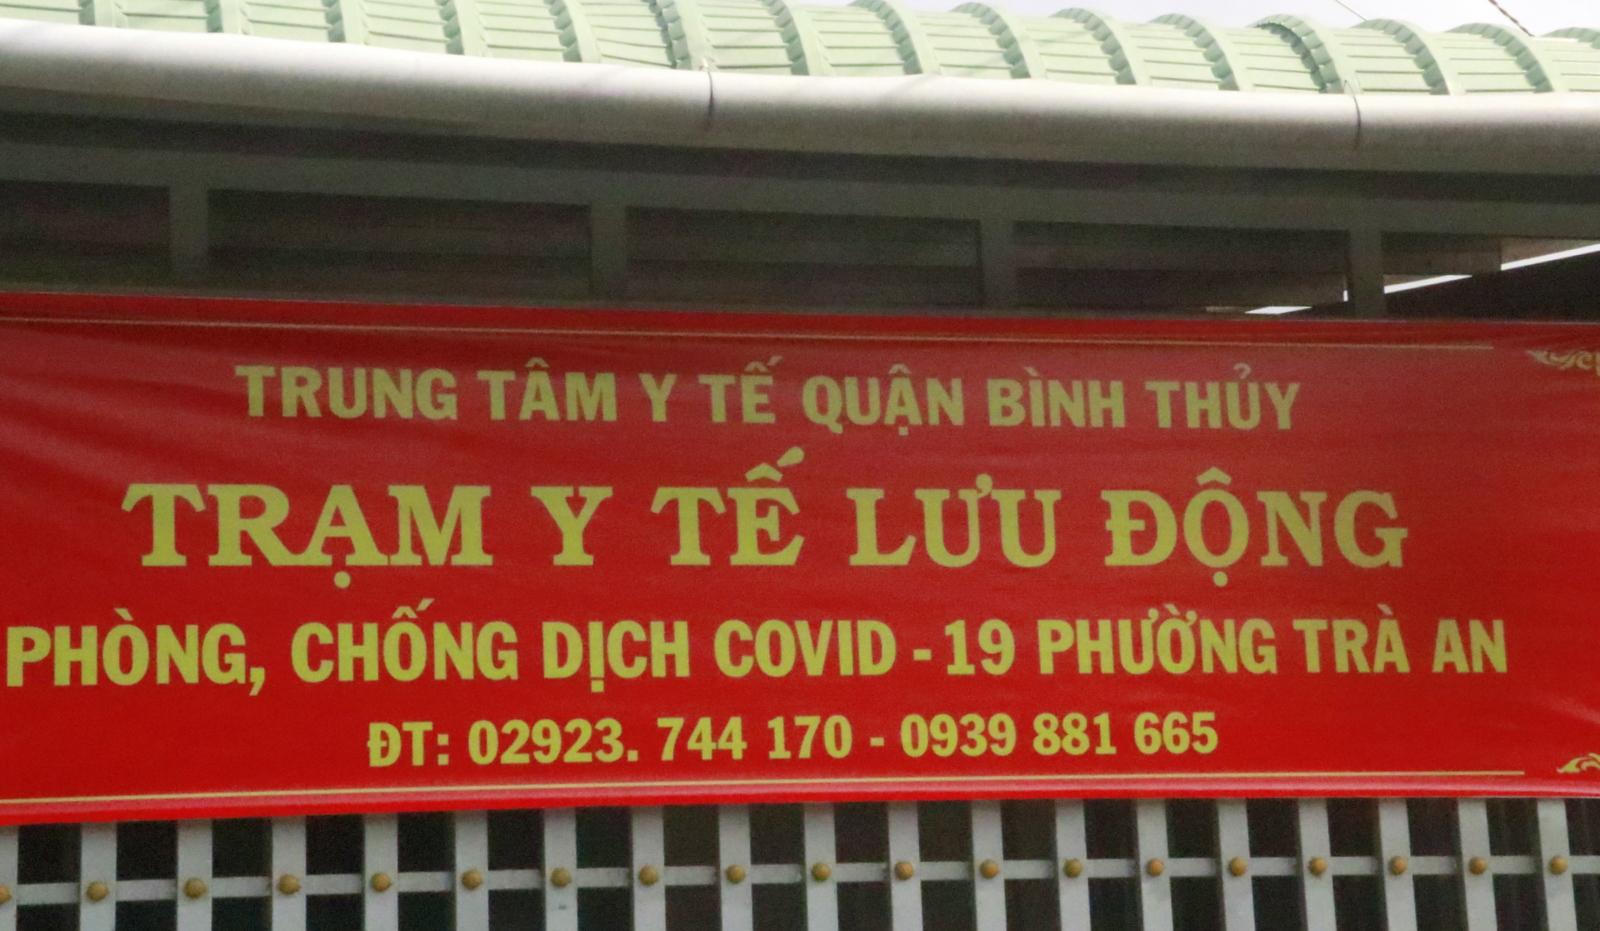 TRUNG TÂM Y TẾ QUẬN BÌNH THỦY
TRẠM Y TẾ LƯU ĐỘNG
PHÒNG, CHỐNG DỊCH COVID - 19 PHƯỜNG TRÀ AN
ĐT: 02923. 744 170 - 0939 881 665